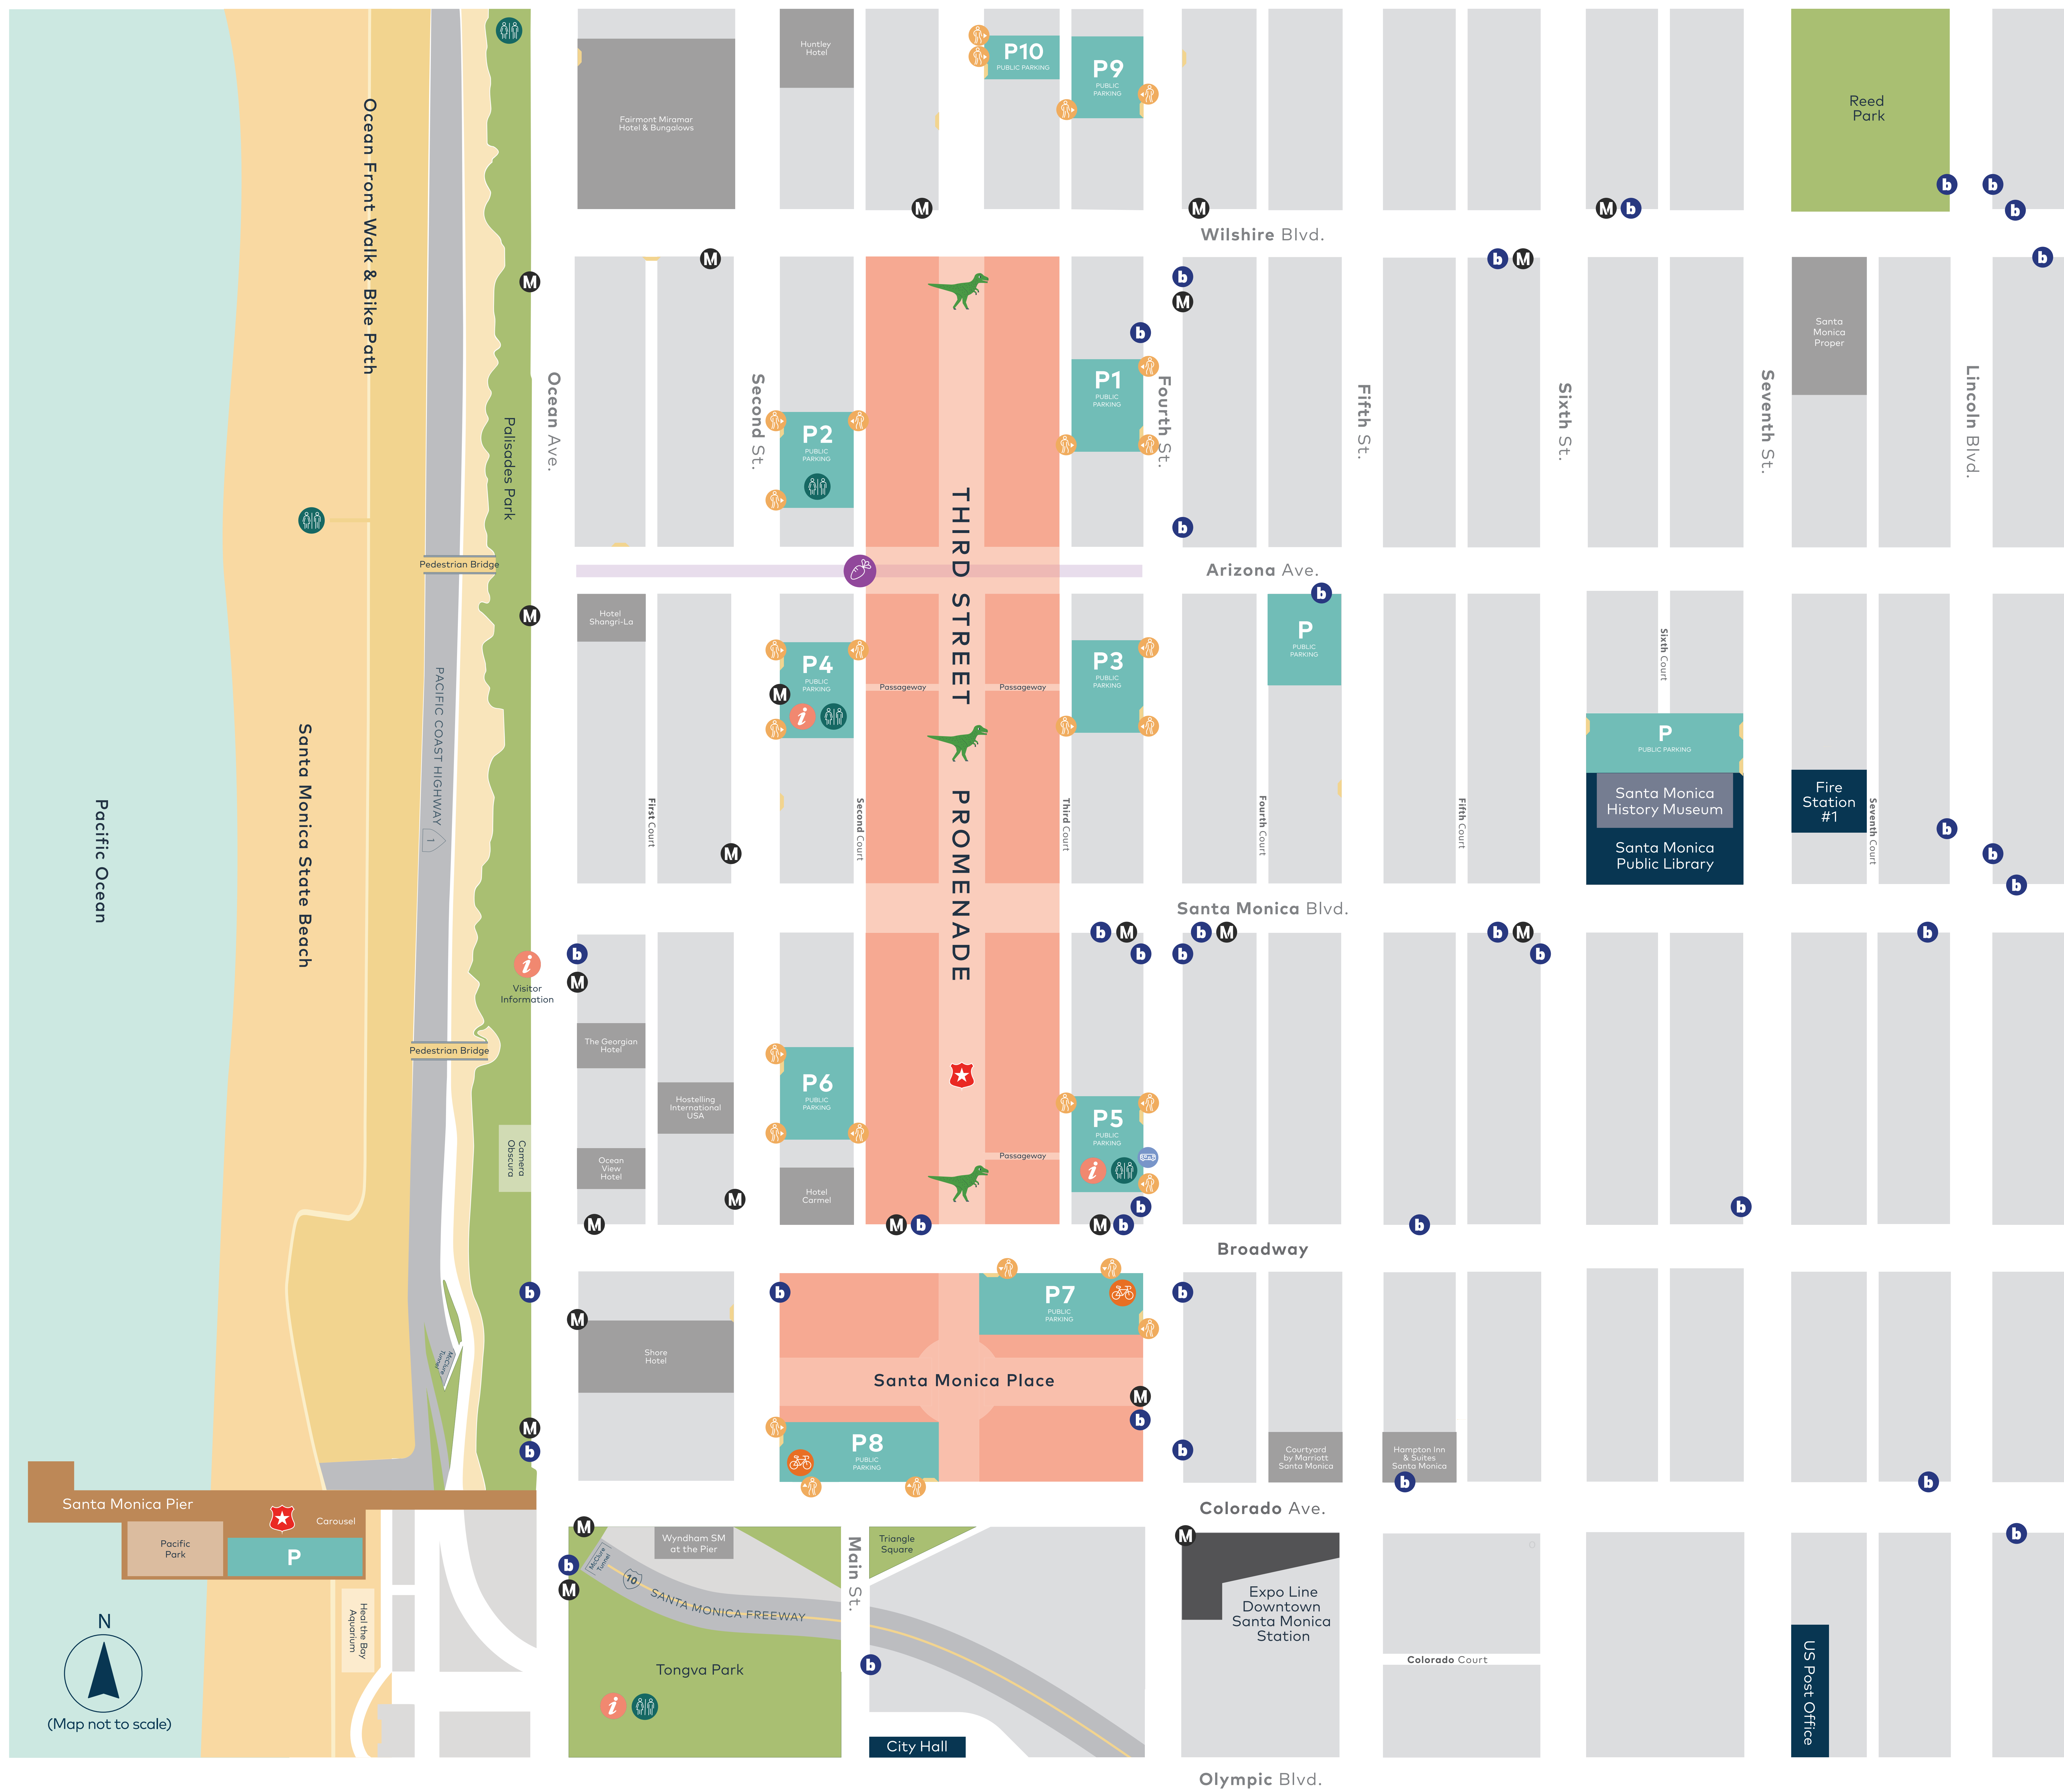 Huntley
Hotel
P10
PUBLIC PARKING
P9
PUBLIC
PARKING
Fairmont Miramar
Hotel & Bungalows
Reed
Park
b
b
b
M
M
M
b
Wilshire Blvd.
Ocean Front Walk & Bike Path
M
M
b
M
b
M
b
b
Santa
Monica
Proper
P1
PUBLIC
PARKING
P2
PUBLIC
PARKING
Palisades Park
Ocean Ave.
Second St.
Fourth St.
Fifth St.
Sixth St.
Seventh St.
Lincoln Blvd.
b
THIRD STREET PROMENADE
Pedestrian Bridge
Arizona Ave.
b
Hotel
Shangri-La
M
P
PUBLIC
PARKING
P4
PUBLIC
PARKING
M
i
P3
PUBLIC
PARKING
Passageway
Passageway
Sixth Court
P
PUBLIC PARKING
Santa Monica
History Museum
Santa Monica
Public Library
Fire
Station
#1
PACIFIC COAST HIGHWAY
1
Santa Monica State Beach
Pacific Ocean
First Court
Second Court
Third Court
Fourth Court
Fifth Court
Seventh Court
M
b
b
b
Santa Monica Blvd.
b
M
b
M
b
M
b
b
b
b
b
i
Visitor
Information
M
The Georgian
Hotel
Pedestrian Bridge
P6
PUBLIC
PARKING
Hostelling
International
USA
P5
PUBLIC
PARKING
i
Passageway
Camera
Obscura
Ocean
View
Hotel
Hotel
Carmel
M
b
b
M
M
b
M
b
b
Broadway
b
M
b
P7
PUBLIC
PARKING
b
Shore
Hotel
McClure
Tunnel
Santa Monica Place
M
b
M
b
P8
PUBLIC
PARKING
b
Courtyard
by Marriott
Santa Monica
Hampton Inn
& Suites
Santa Monica
b
b
Colorado Ave.
Santa Monica Pier
Carousel
Pacific
Park
P
M
McClure
Tunnel
b
M
Wyndham SM
at the Pier
Main St.
Triangle
Square
M
b
10
SANTA MONICA FREEWAY
Expo Line
Downtown
Santa Monica
Station
Heal the Bay
Aquarium
N
(Map not to scale)
Tongva Park
i
b
Colorado Court
US Post Office
City Hall
Olympic Blvd.